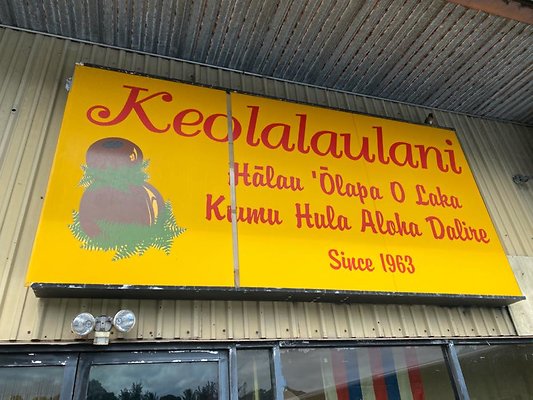 Keolalaulani
Hālau 'Ōlapa O Laka
Kumu Hula Aloha Dalire
Since 1963